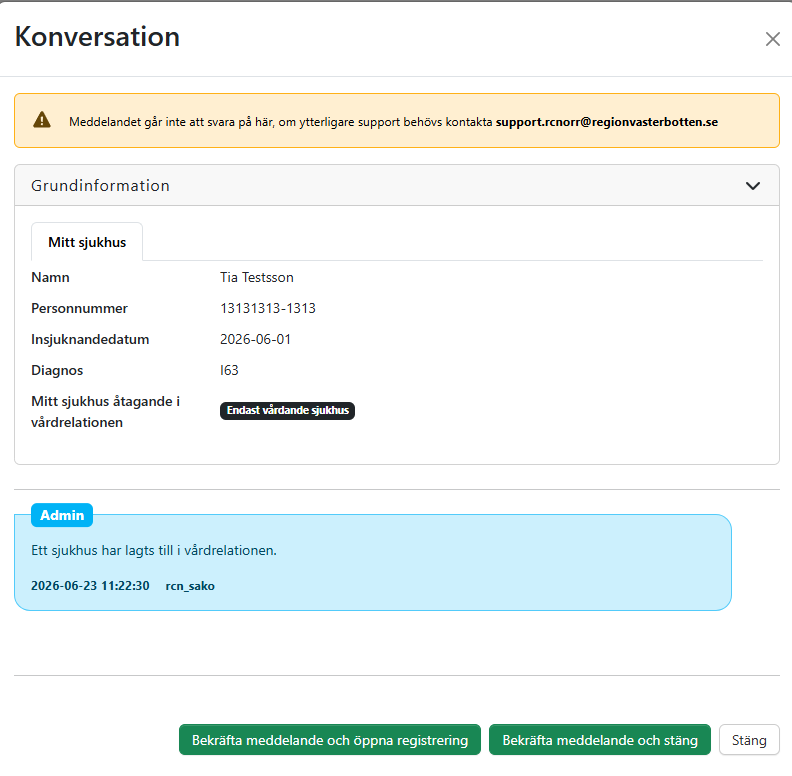 Konversation
Meddelandet går inte att svara på här, om ytterligare support behövs kontakta support.rcnorr@regionvasterbotten.se
Grundinformation
Mitt sjukhus
Namn Tia Testsson
Personnummer 13131313-1313
Insjuknandedatum 2026-06-01
Diagnos I63
Mitt sjukhus åtagande i
vårdrelationen
Endast vårdande sjukhus
Admin
Ett sjukhus har lagts till i vårdrelationen.
2026-06-23 11:22:30 rcn_sako
Bekräfta meddelande och öppna registrering Bekräfta meddelande och stäng Stäng